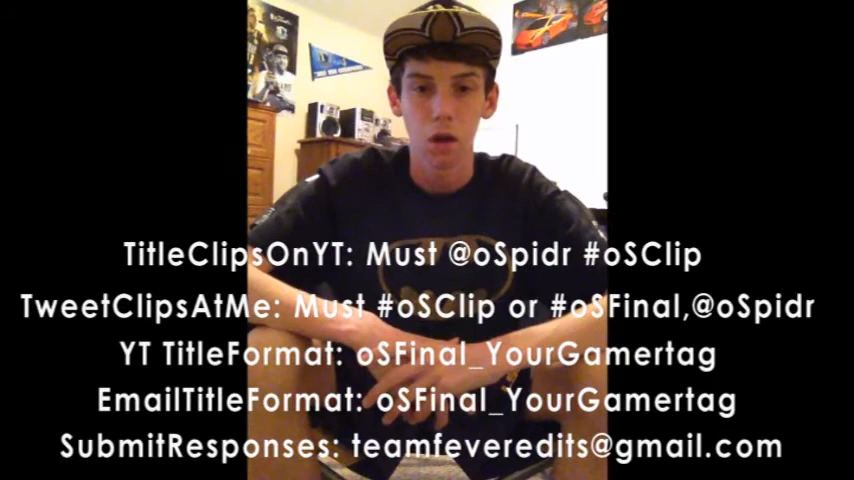 TitleClipsOnYT: Must @oSpidr #oSClip
TweetClipsAtMe: Must #oSClip or #oSFinal,@oSpidr
YT TitleFormat: oSFinal_YourGamertag
EmailTitleFormat: oSFinal_YourGamertag
SubmitResponses: teamfeveredits@gmail.com